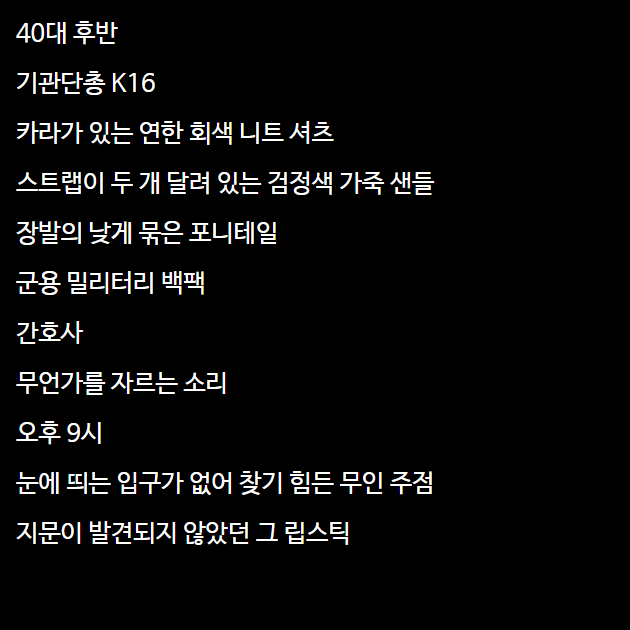 40대 후반
기관단총 K16
카라가 있는 연한 회색 니트 셔츠
스트랩이 두 개 달려 있는 검정색 가죽 샌들
장발의 낮게 묶은 포니테일
군용 밀리터리 백팩
간호사
무언가를 자르는 소리
오후 9시
눈에 띄는 입구가 없어 찾기 힘든 무인 주점
지문이 발견되지 않았던 그 립스틱